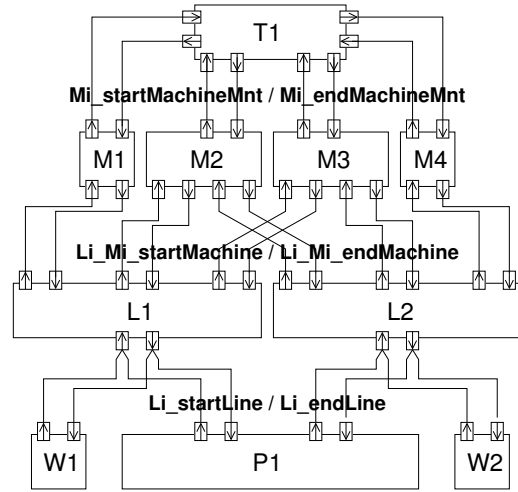 T1
Mi_startMachineMnt / Mi_endMachineMnt
M1 M2 M3 M4
Li_Mi_startMachine / Li_Mi_endMachine
L1 L2
Li_startLine / Li_endLine
W1 P1 W2